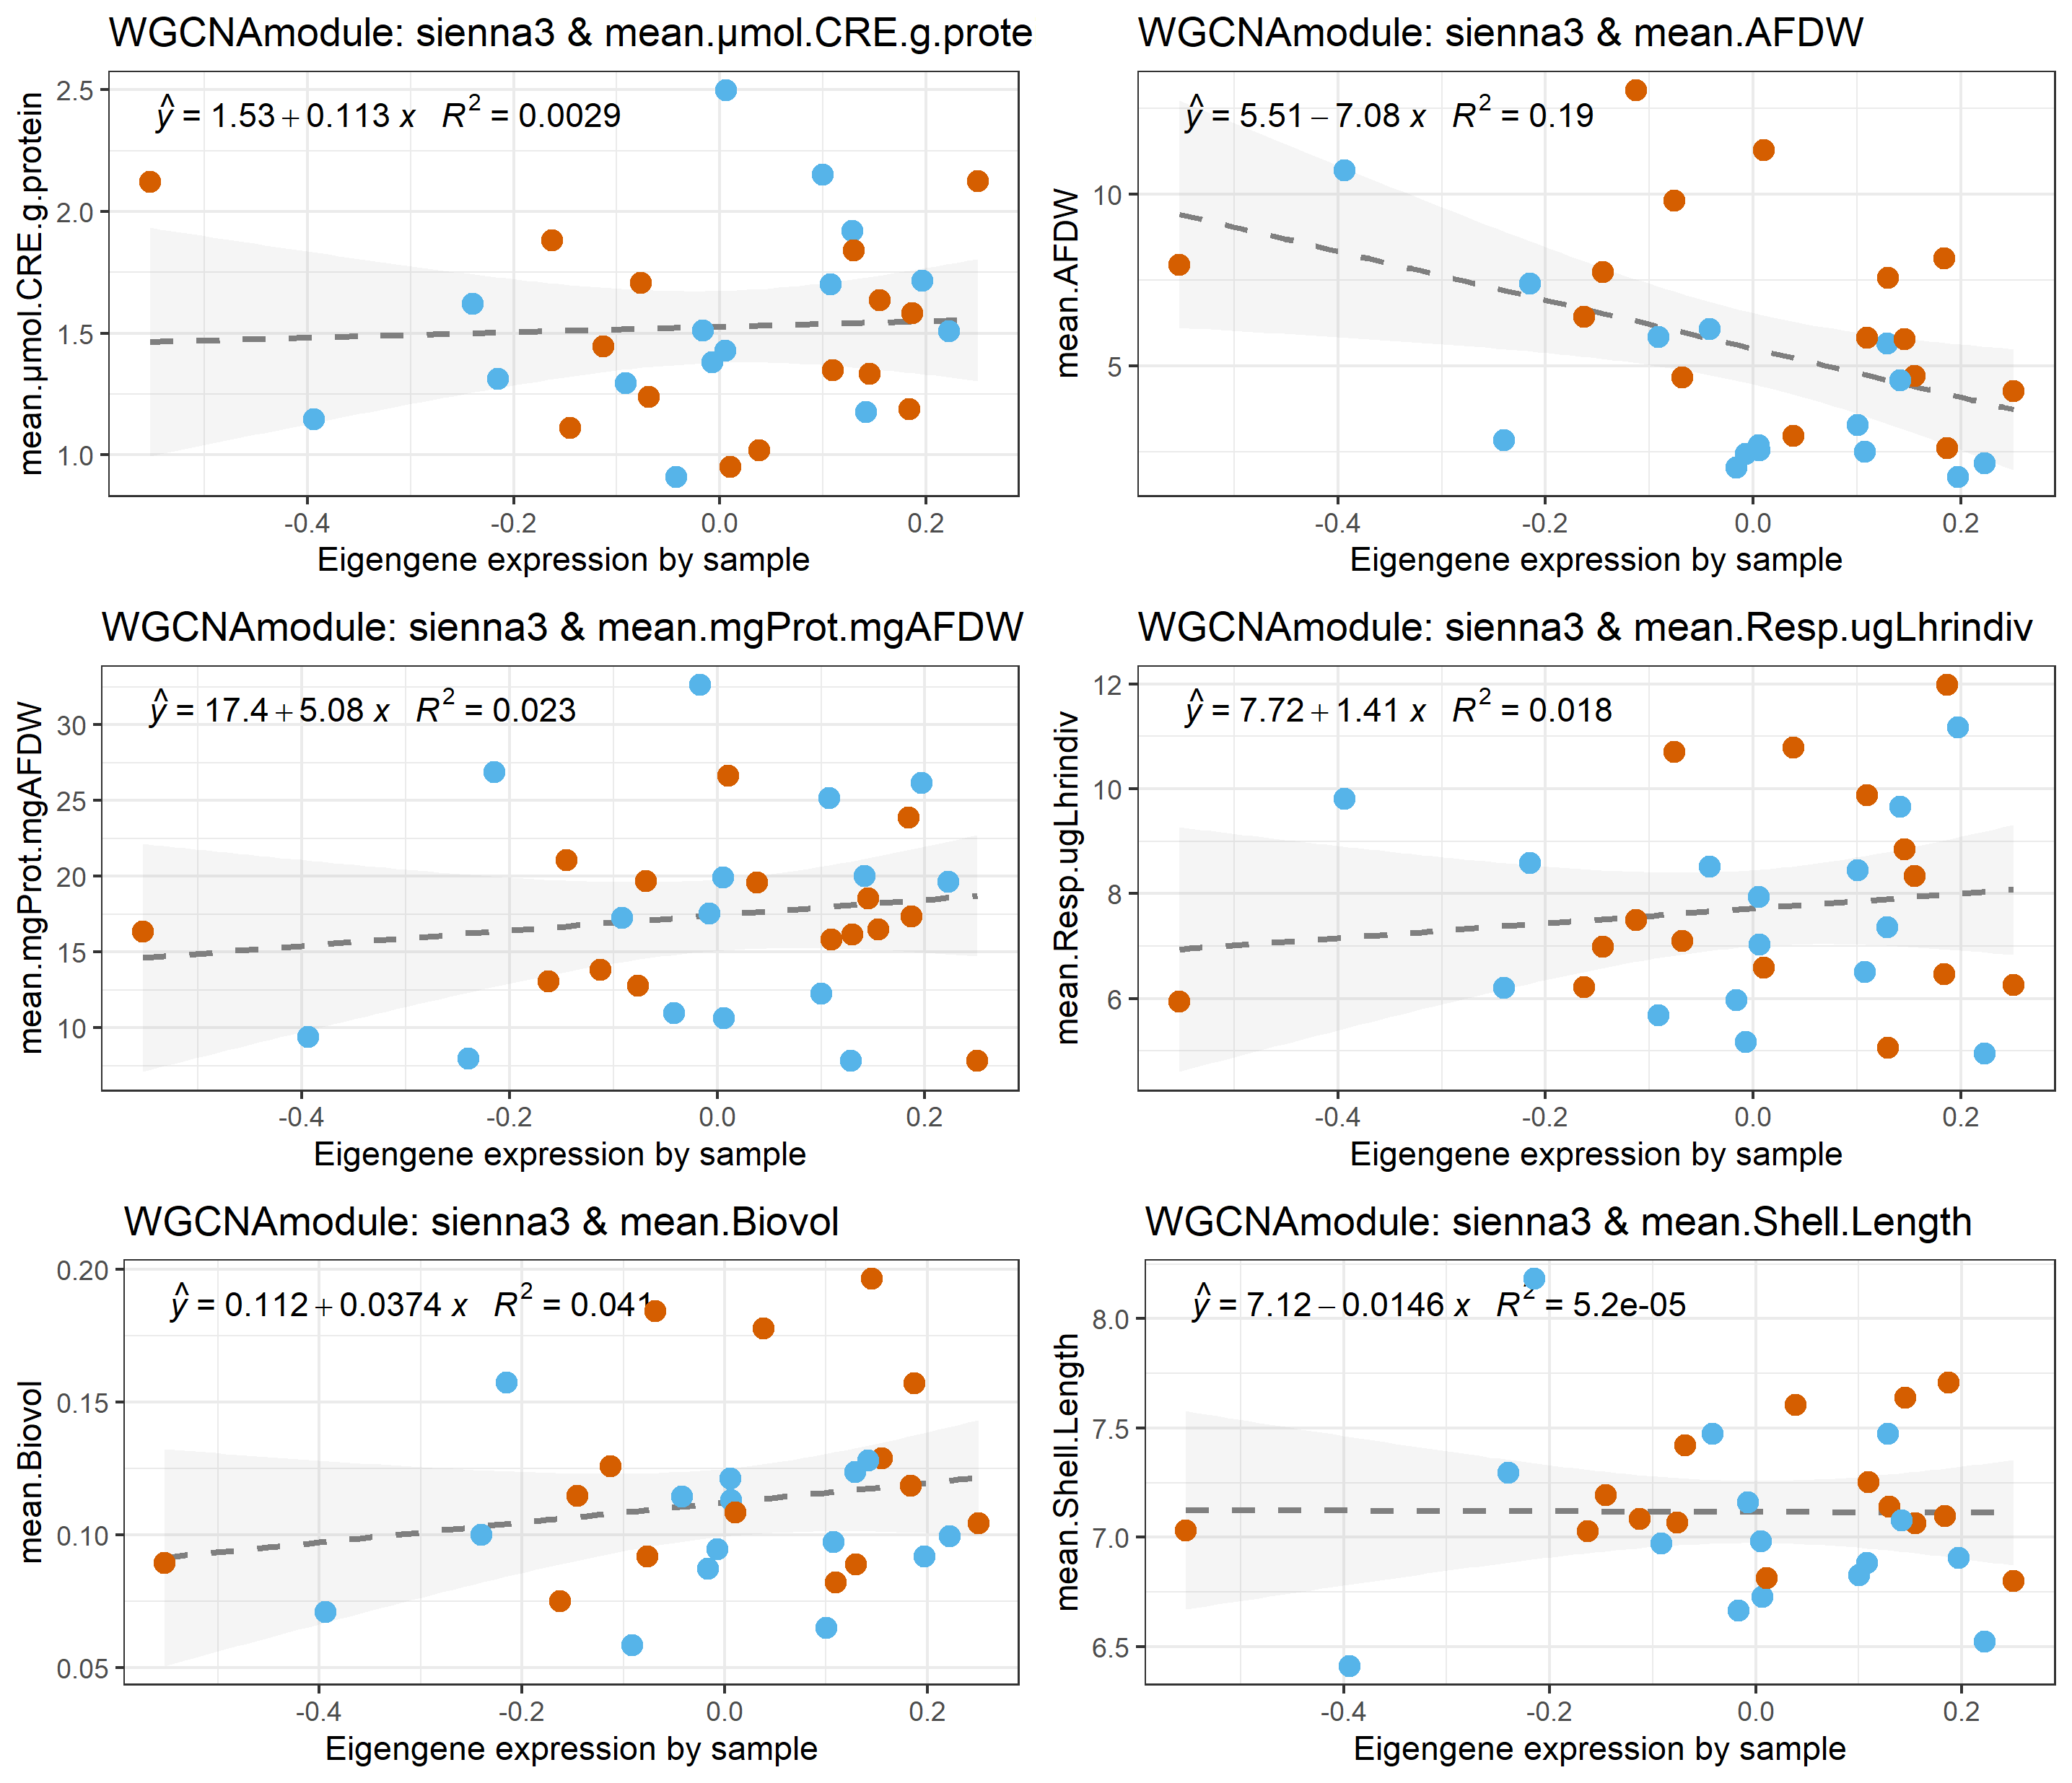 WGCNAmodule: sienna3 & mean.µmol.CRE.g.prote
mean.µmol.CRE.g.protein
2.5
2.0
1.5
1.0
ŷ = 1.53 + 0.113 x R² = 0.0029
-0.4 -0.2 0.0 0.2
Eigengene expression by sample
WGCNAmodule: sienna3 & mean.AFDW
mean.AFDW
10
5
ŷ = 5.51 − 7.08 x R² = 0.19
-0.4 -0.2 0.0 0.2
Eigengene expression by sample
WGCNAmodule: sienna3 & mean.mgProt.mgAFDW
mean.mgProt.mgAFDW
30
25
20
15
10
ŷ = 17.4 + 5.08 x R² = 0.023
-0.4 -0.2 0.0 0.2
Eigengene expression by sample
WGCNAmodule: sienna3 & mean.Resp.ugLhrindiv
mean.Resp.ugLhrindiv
12
10
8
6
ŷ = 7.72 + 1.41 x R² = 0.018
-0.4 -0.2 0.0 0.2
Eigengene expression by sample
WGCNAmodule: sienna3 & mean.Biovol
mean.Biovol
0.20
0.15
0.10
0.05
ŷ = 0.112 + 0.0374 x R² = 0.041
-0.4 -0.2 0.0 0.2
Eigengene expression by sample
WGCNAmodule: sienna3 & mean.Shell.Length
mean.Shell.Length
8.0
7.5
7.0
6.5
ŷ = 7.12 − 0.0146 x R² = 5.2e-05
-0.4 -0.2 0.0 0.2
Eigengene expression by sample